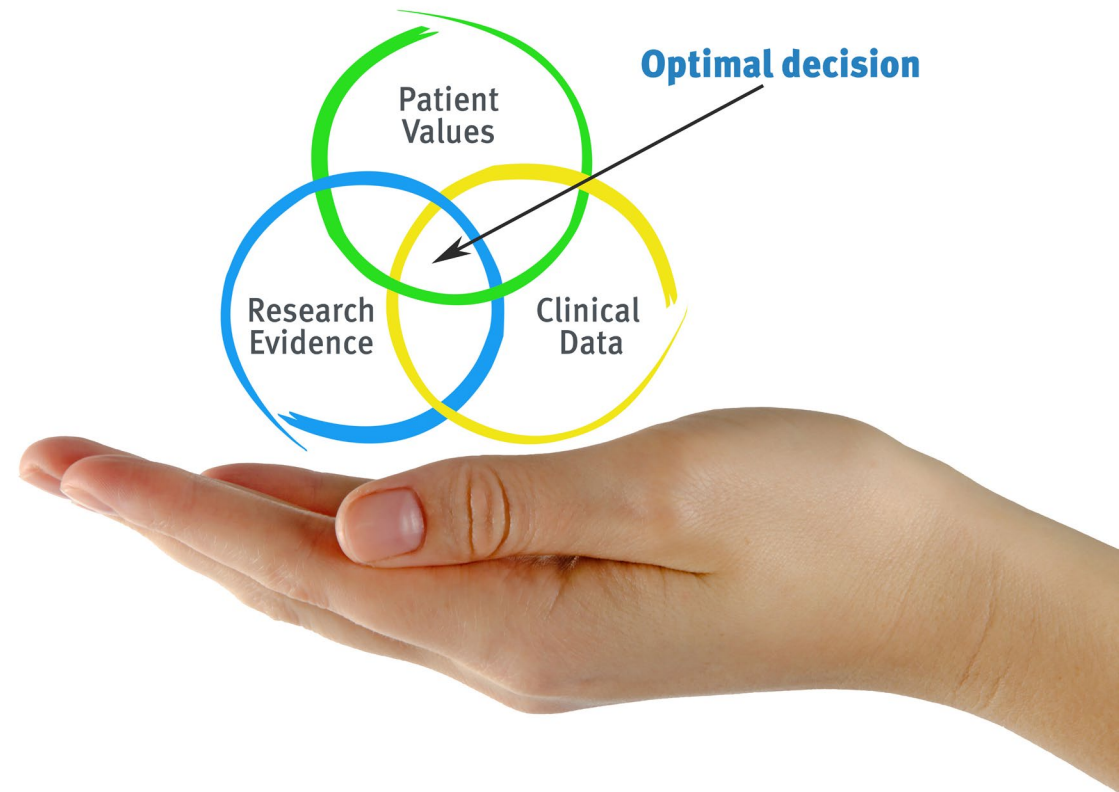 Optimal decision
Patient
Values
Research
Evidence
Clinical
Data